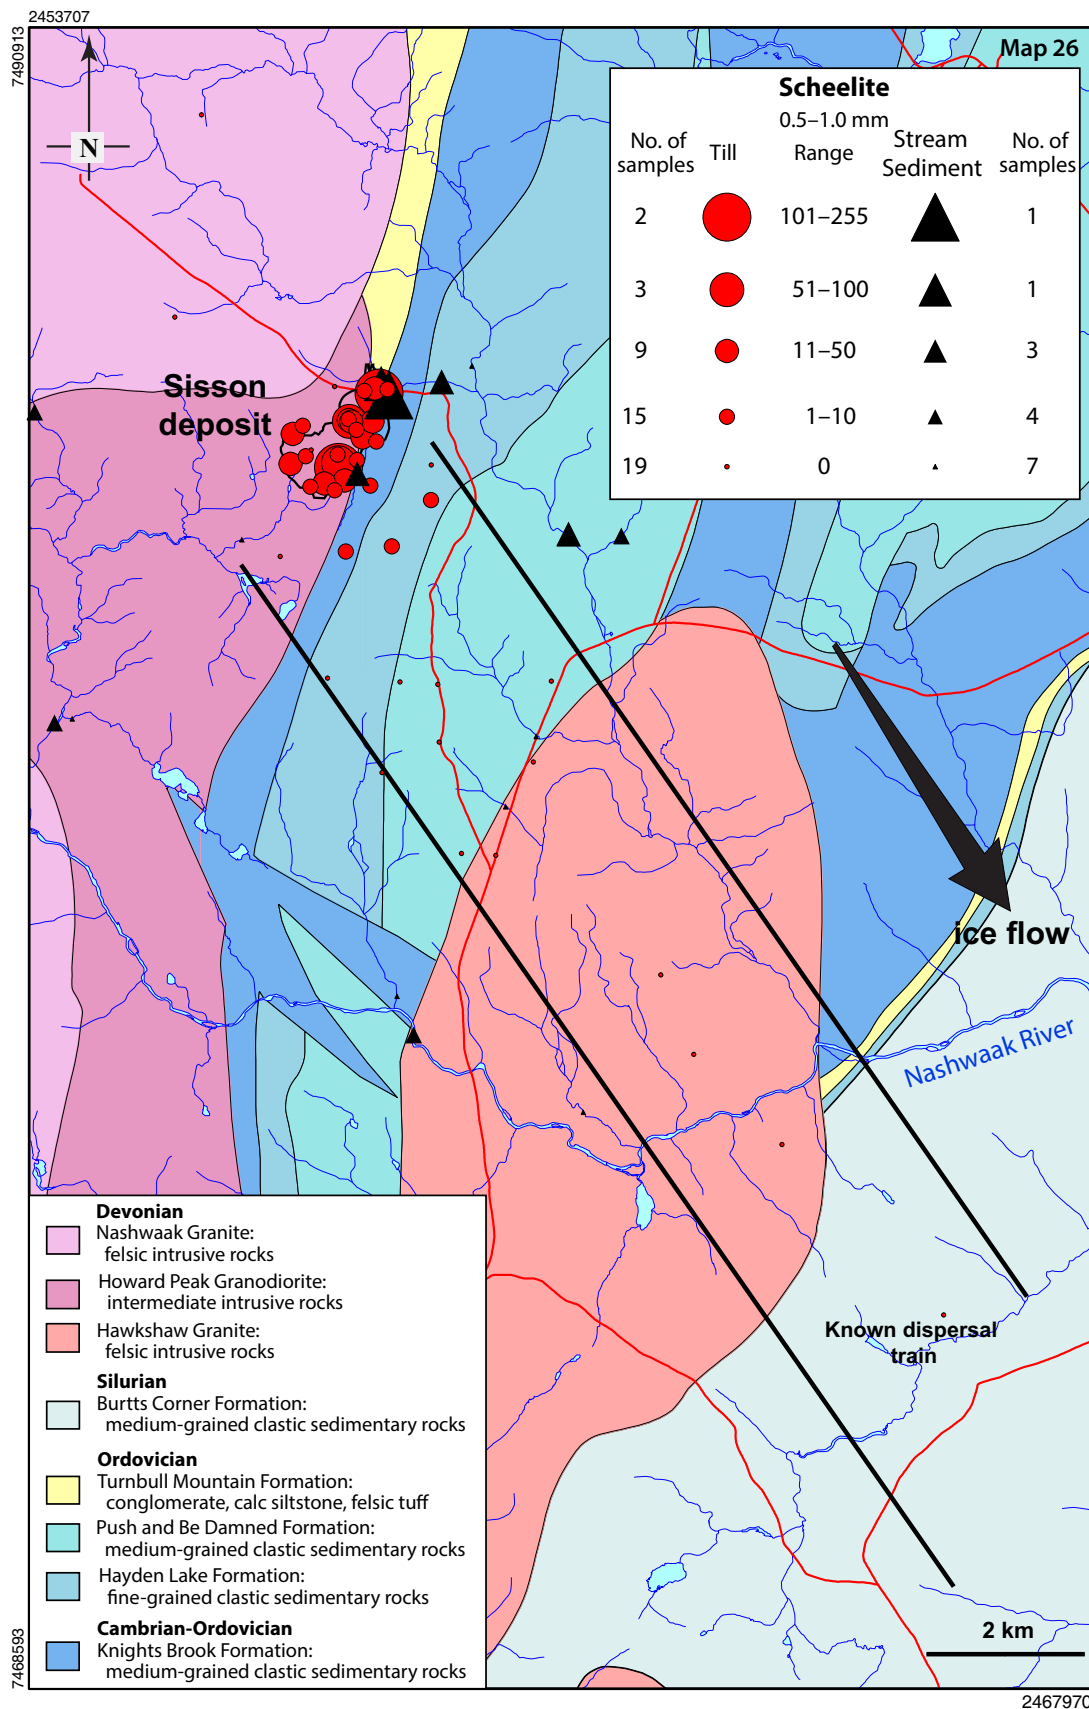 2453707
7490913
Map 26
N
Scheelite
0.5–1.0 mm
No. of samples
Till
Range
Stream Sediment
No. of samples
2 101–255 1
3 51–100 1
9 11–50 3
15 1–10 4
19 0 7
Sisson
deposit
ice flow
Nashwaak River
Known dispersal
train
Devonian
Nashwaak Granite:
felsic intrusive rocks
Howard Peak Granodiorite:
intermediate intrusive rocks
Hawkshaw Granite:
felsic intrusive rocks
Silurian
Burtts Corner Formation:
medium-grained clastic sedimentary rocks
Ordovician
Turnbull Mountain Formation:
conglomerate, calc siltstone, felsic tuff
Push and Be Damned Formation:
medium-grained clastic sedimentary rocks
Hayden Lake Formation:
fine-grained clastic sedimentary rocks
Cambrian-Ordovician
Knights Brook Formation:
medium-grained clastic sedimentary rocks
2 km
7468593
2467970